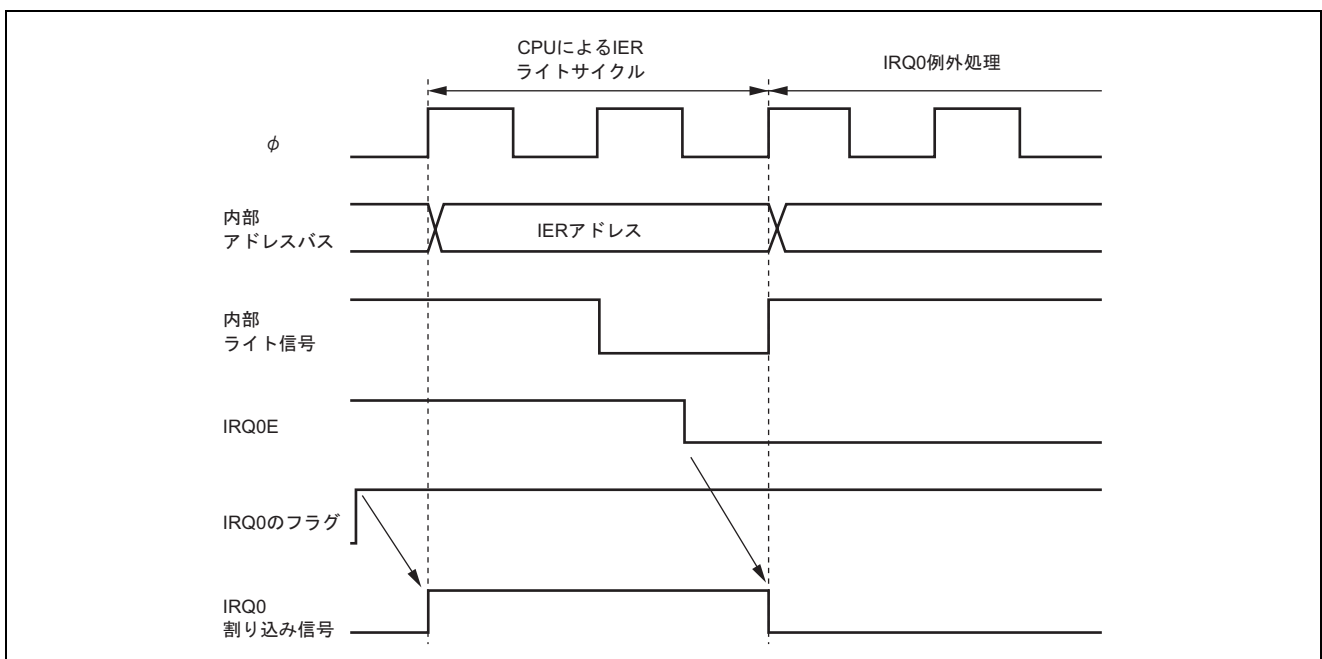 CPUによるIER
ライトサイクル
IRQ0例外処理
φ
内部
アドレスバス
IERアドレス
内部
ライト信号
IRQ0E
IRQ0のフラグ
IRQ0
割り込み信号